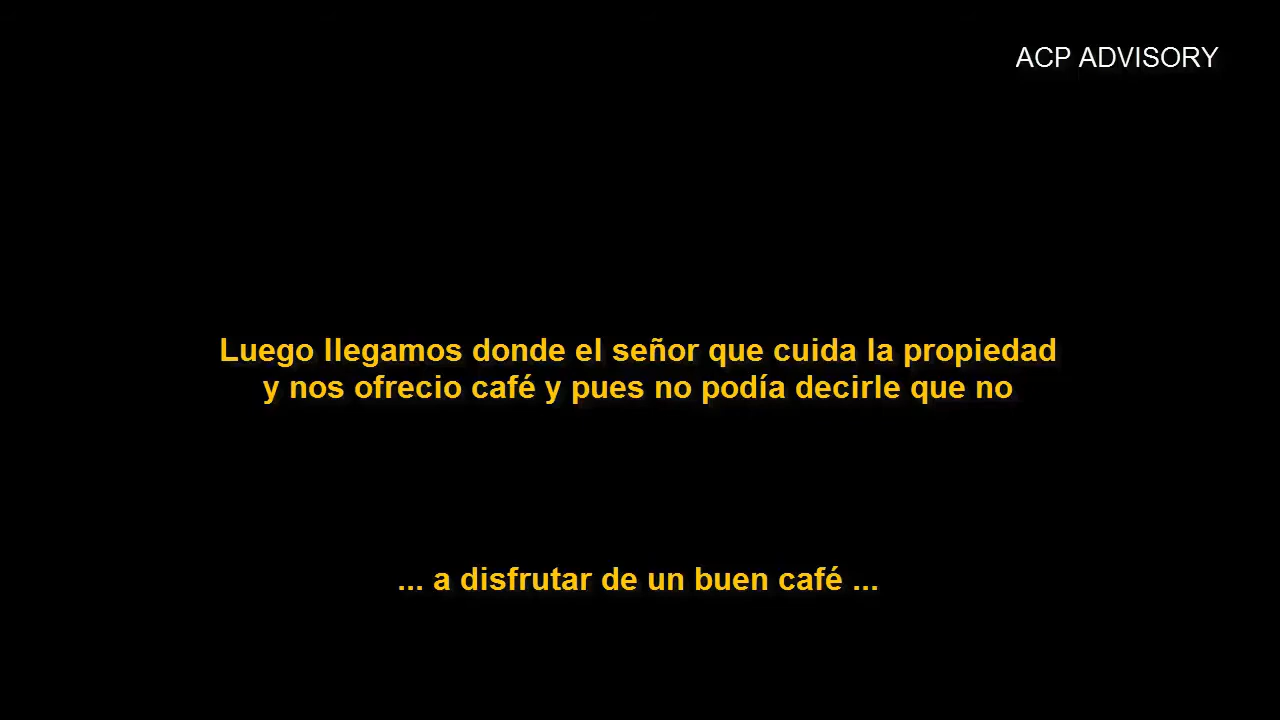 ACP ADVISORY
Luego llegamos donde el señor que cuida la propiedad
y nos ofrecio café y pues no podía decirle que no
... a disfrutar de un buen café ...